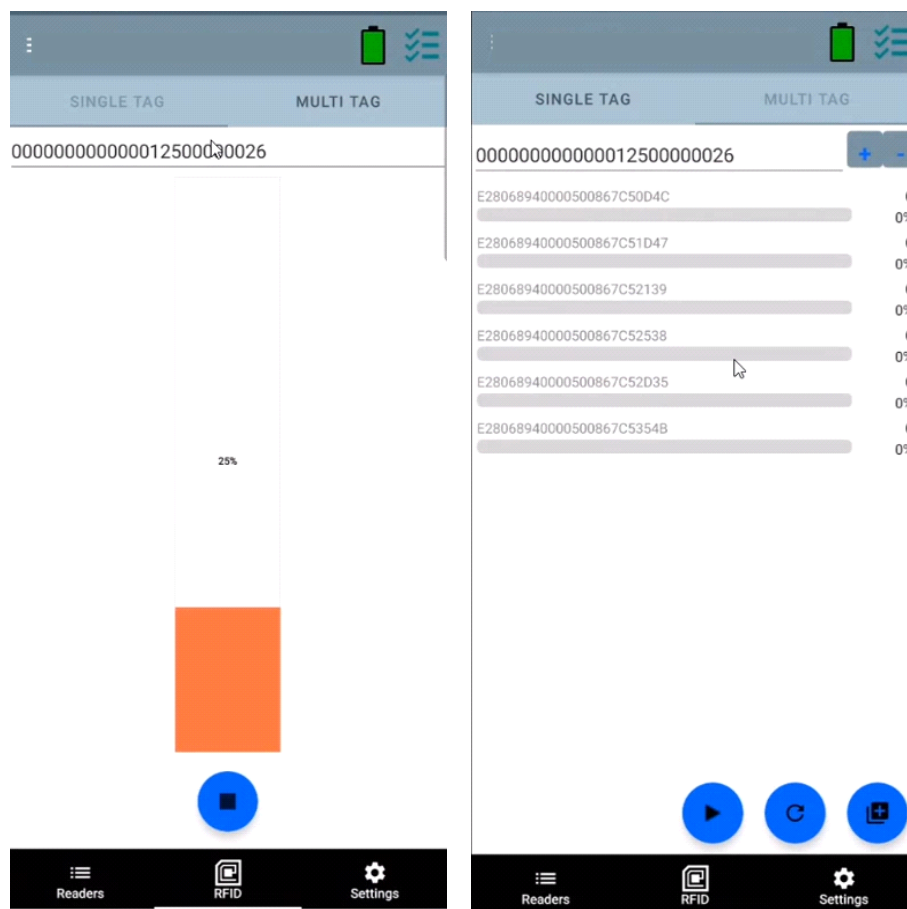 SINGLE TAG MULTI TAG
000000000000012500000026
25%
Readers RFID Settings
SINGLE TAG MULTI TAG
000000000000012500000026
+ -
E28068940000500867C50D4C
0%
E28068940000500867C51D47
0%
E28068940000500867C52139
0%
E28068940000500867C52538
0%
E28068940000500867C52D35
0%
E28068940000500867C5354B
0%
Readers RFID Settings